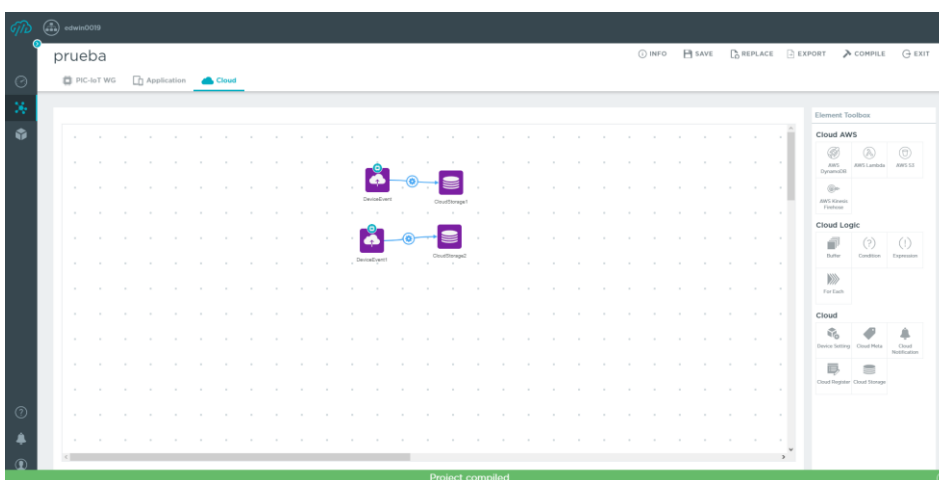 edwin0019
prueba
INFO SAVE REPLACE EXPORT COMPILE EXIT
PIC-IoT WG Application Cloud
Element Toolbox
Cloud AWS
AWS DynamoDB
AWS Lambda
AWS S3
AWS Kinesis Firehose
Cloud Logic
Buffer
Condition
Expression
For Each
Cloud
Device Setting
Cloud Meta
Cloud Notification
Cloud Register
Cloud Storage
DeviceEvent
CloudStorage1
DeviceEvent1
CloudStorage2
Project compiled